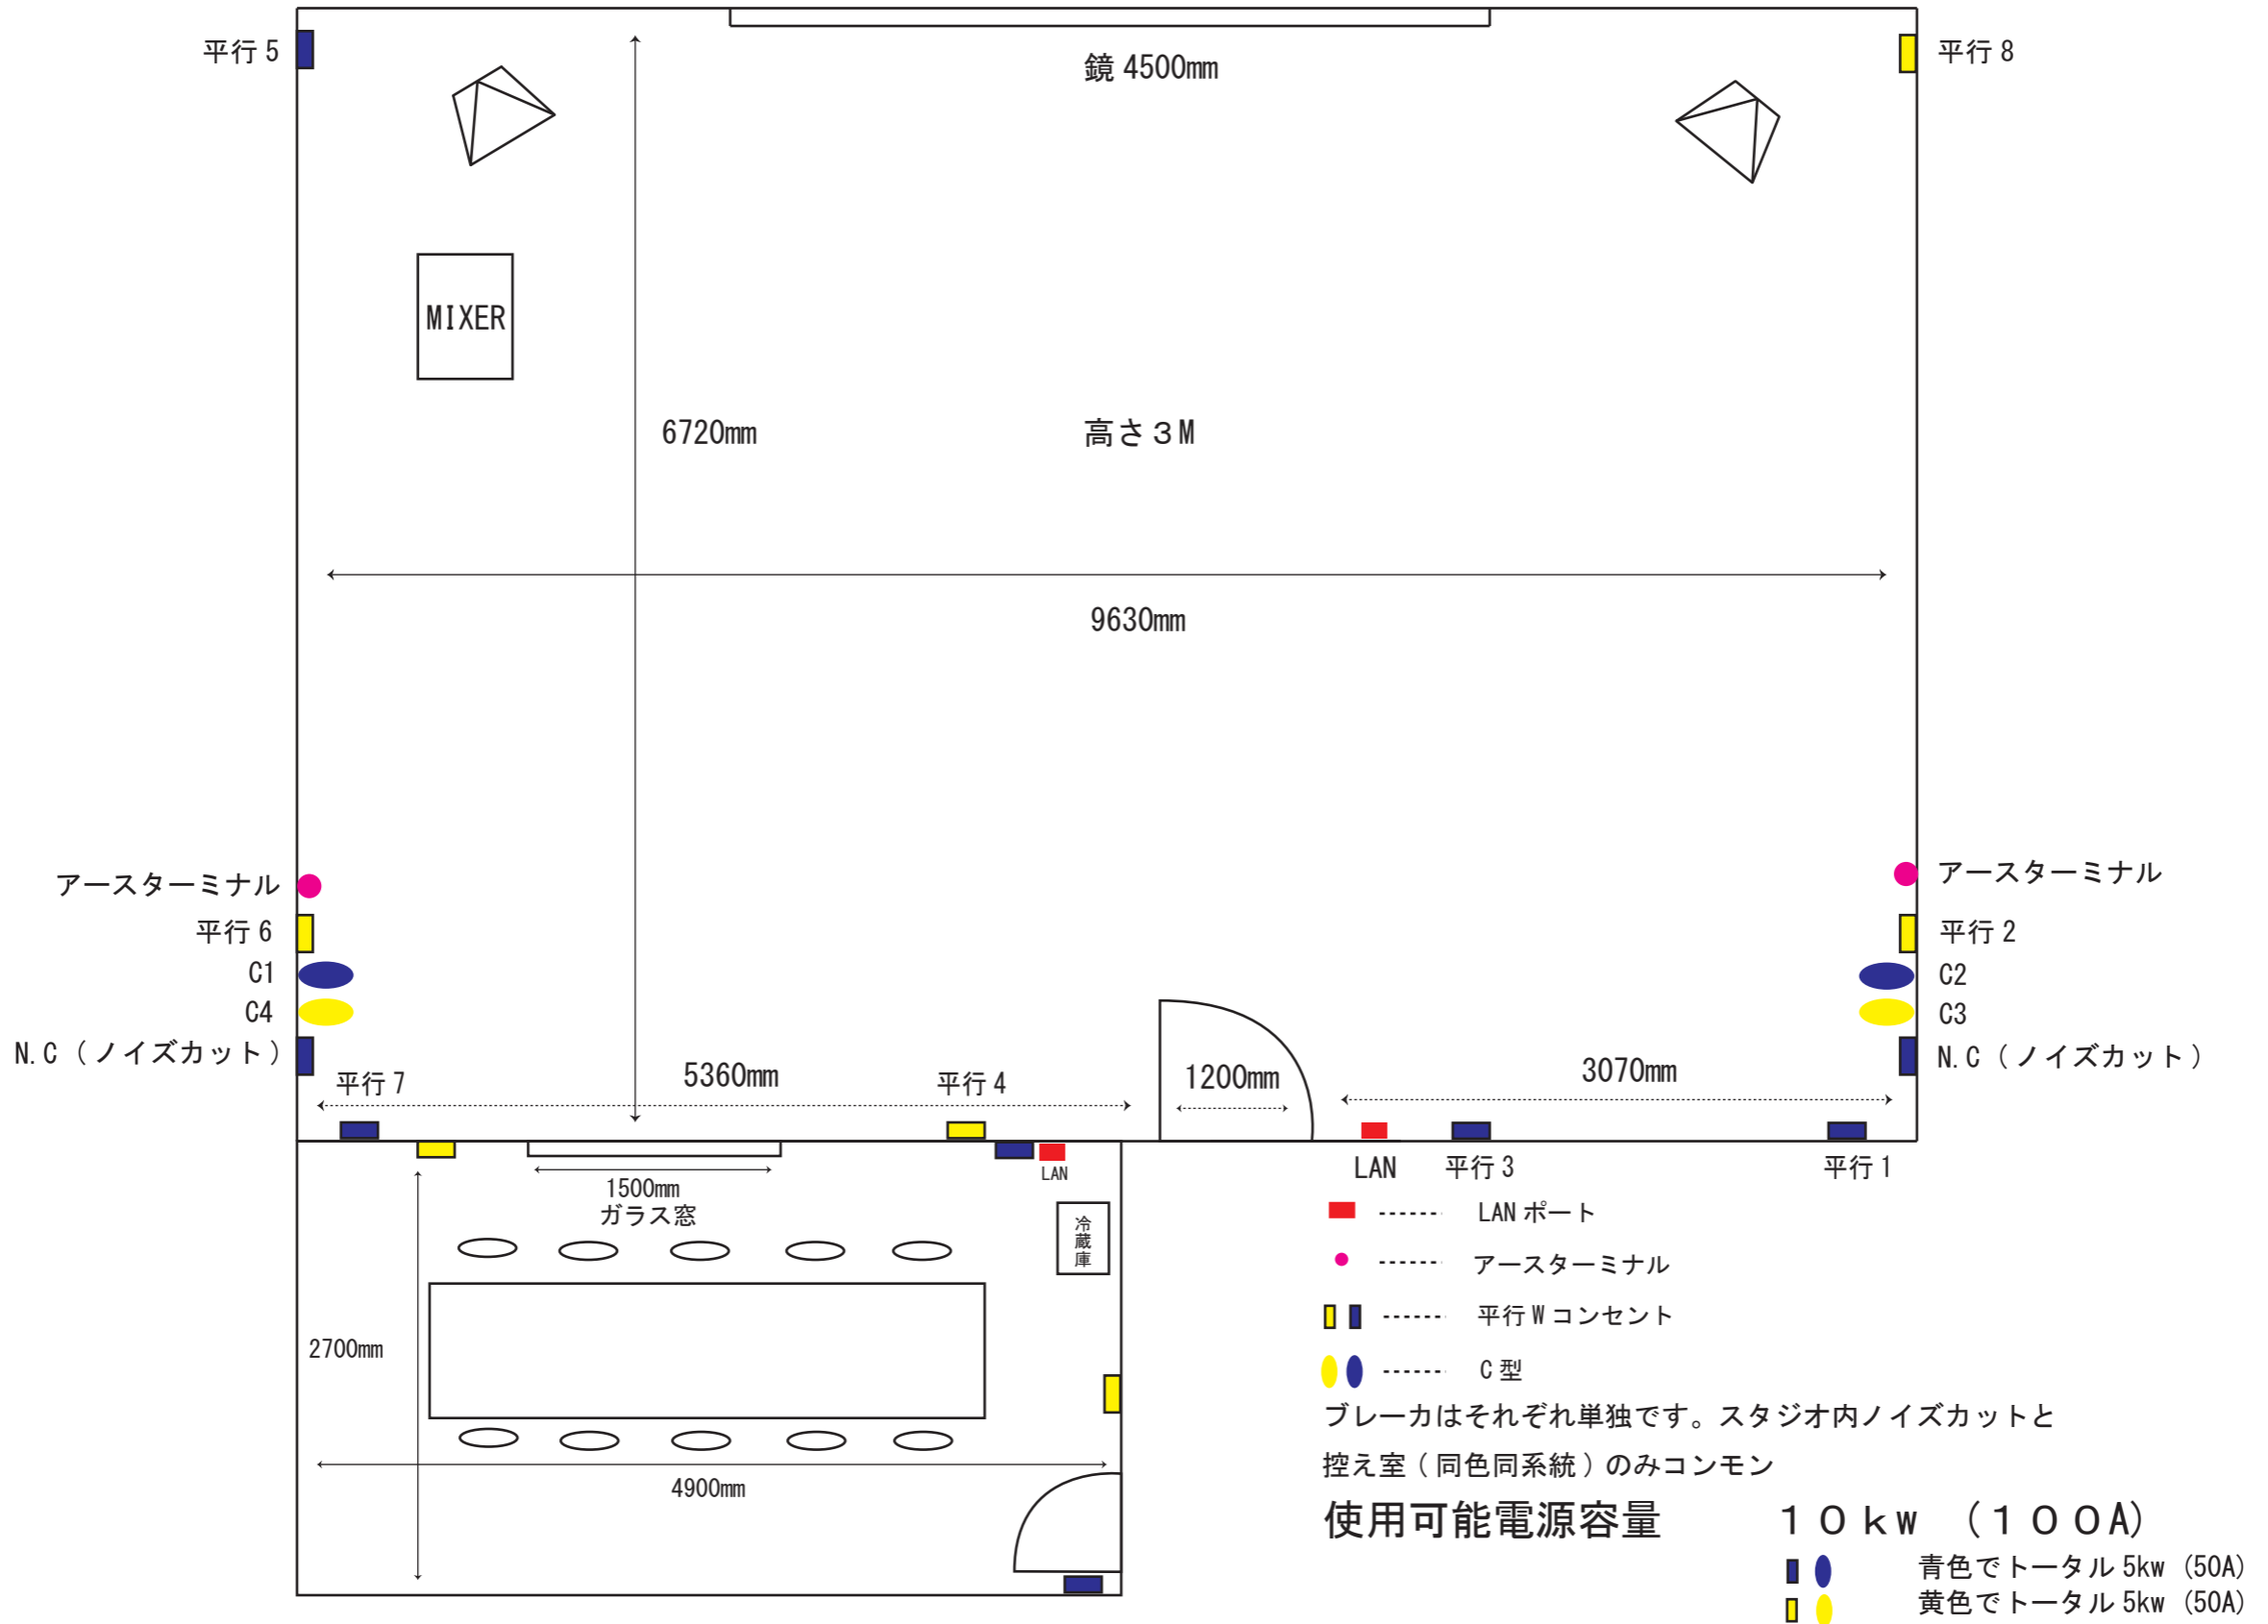 平行 5
鏡 4500mm
平行 8
MIXER
6720mm
高さ３M
9630mm
アースターミナル
アースターミナル
平行 6
平行 2
C1
C2
C4
C3
N.C（ノイズカット）
N.C（ノイズカット）
平行 7
5360mm
平行 4
1200mm
3070mm
LAN
平行 3
平行 1
LAN
1500mm
ガラス窓
冷蔵庫
2700mm
4900mm
LAN ポート
アースターミナル
平行 W コンセント
C 型
ブレーカはそれぞれ単独です。スタジオ内ノイズカットと
控え室（同色同系統）のみコンモン
使用可能電源容量　１０ｋｗ　（１００A）
青色でトータル 5kw (50A)
黄色でトータル 5kw (50A)